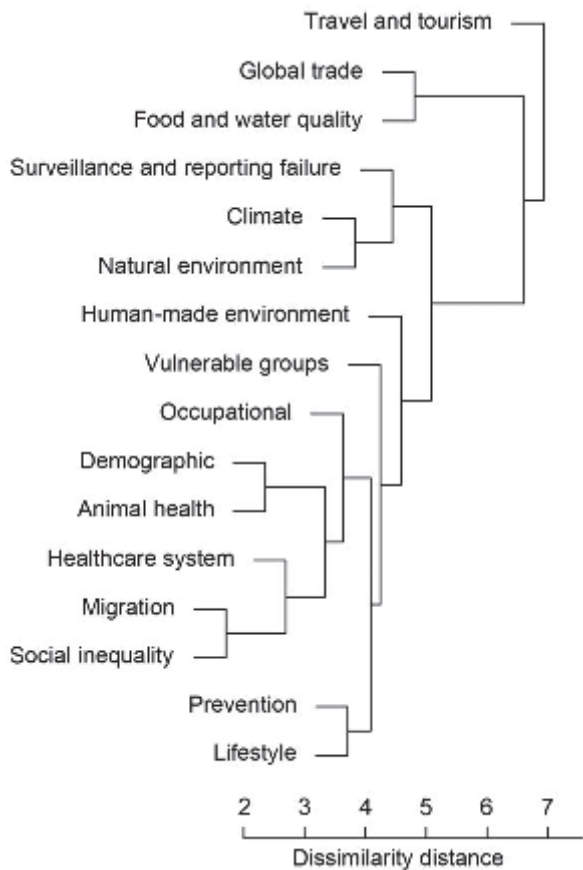 Travel and tourism
Global trade
Food and water quality
Surveillance and reporting failure
Climate
Natural environment
Human-made environment
Vulnerable groups
Occupational
Demographic
Animal health
Healthcare system
Migration
Social inequality
Prevention
Lifestyle
2 3 4 5 6 7
Dissimilarity distance